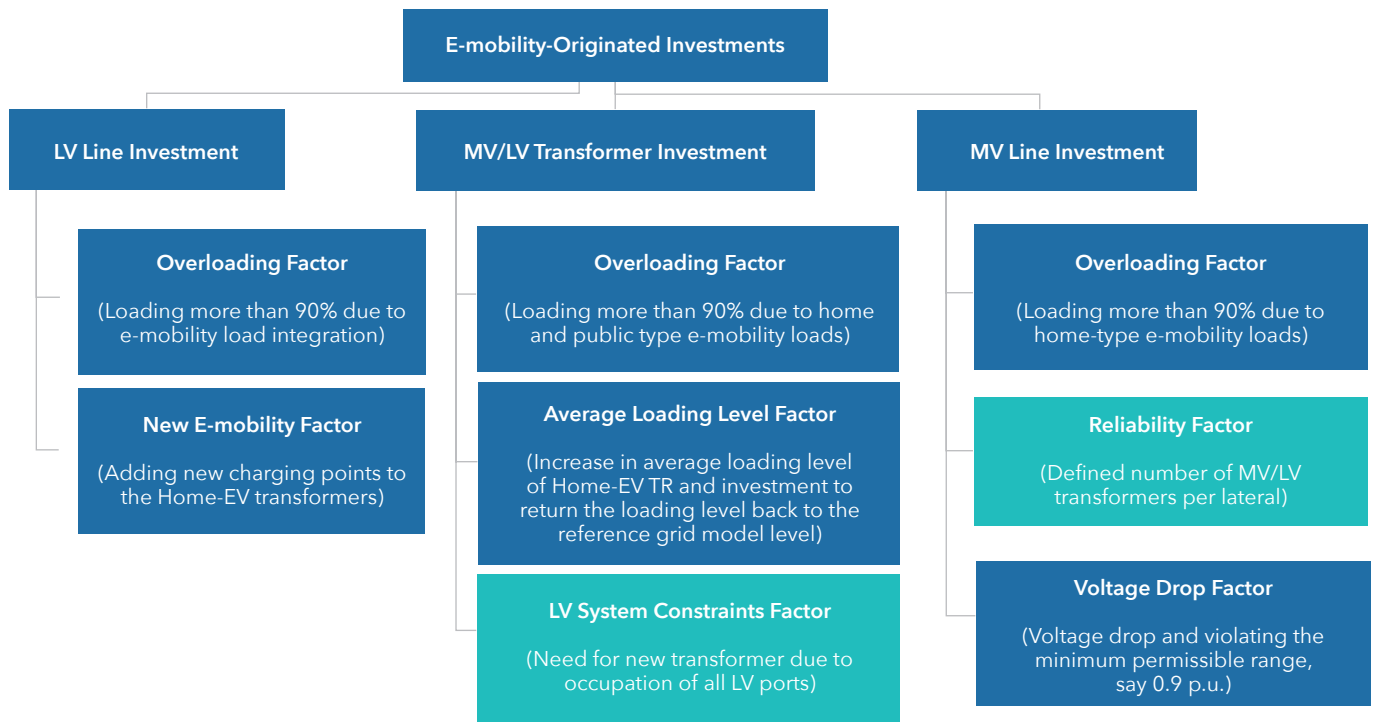 E-mobility-Originated Investments
LV Line Investment
Overloading Factor
(Loading more than 90% due to
e-mobility load integration)
New E-mobility Factor
(Adding new charging points to
the Home-EV transformers)
MV/LV Transformer Investment
Overloading Factor
(Loading more than 90% due to home
and public type e-mobility loads)
Average Loading Level Factor
(Increase in average loading level
of Home-EV TR and investment to
return the loading level back to the
reference grid model level)
LV System Constraints Factor
(Need for new transformer due to
occupation of all LV ports)
MV Line Investment
Overloading Factor
(Loading more than 90% due to
home-type e-mobility loads)
Reliability Factor
(Defined number of MV/LV
transformers per lateral)
Voltage Drop Factor
(Voltage drop and violating the
minimum permissible range,
say 0.9 p.u.)